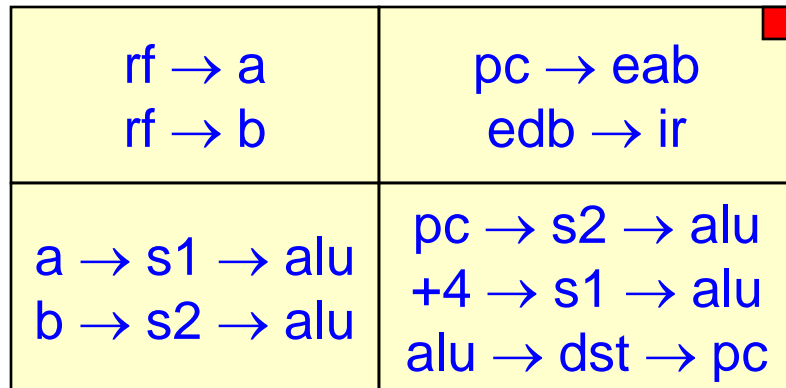 rf → a
rf → b
pc → eab
edb → ir
a → s1 → alu
b → s2 → alu
pc → s2 → alu
+4 → s1 → alu
alu → dst → pc